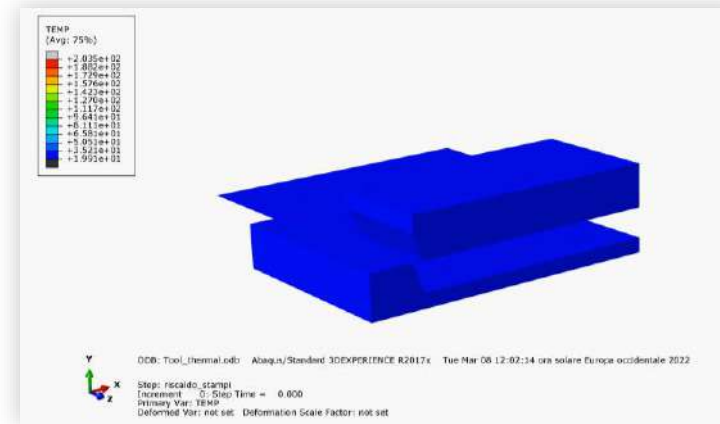 TEMP
(Avg: 75%)
+2.035e+02
+1.882e+02
+1.729e+02
+1.576e+02
+1.423e+02
+1.270e+02
+1.117e+02
+9.641e+01
+8.111e+01
+6.581e+01
+5.051e+01
+3.521e+01
+1.991e+01
Y
X
Z
ODB: Tool_thermal.odb Abaqus/Standard 3DEXPERIENCE R2017x Tue Mar 08 12:02:14 ora solare Europa occidentale 2022
Step: riscaldo_stampi
Increment 0: Step Time = 0.000
Primary Var: TEMP
Deformed Var: not set Deformation Scale Factor: not set